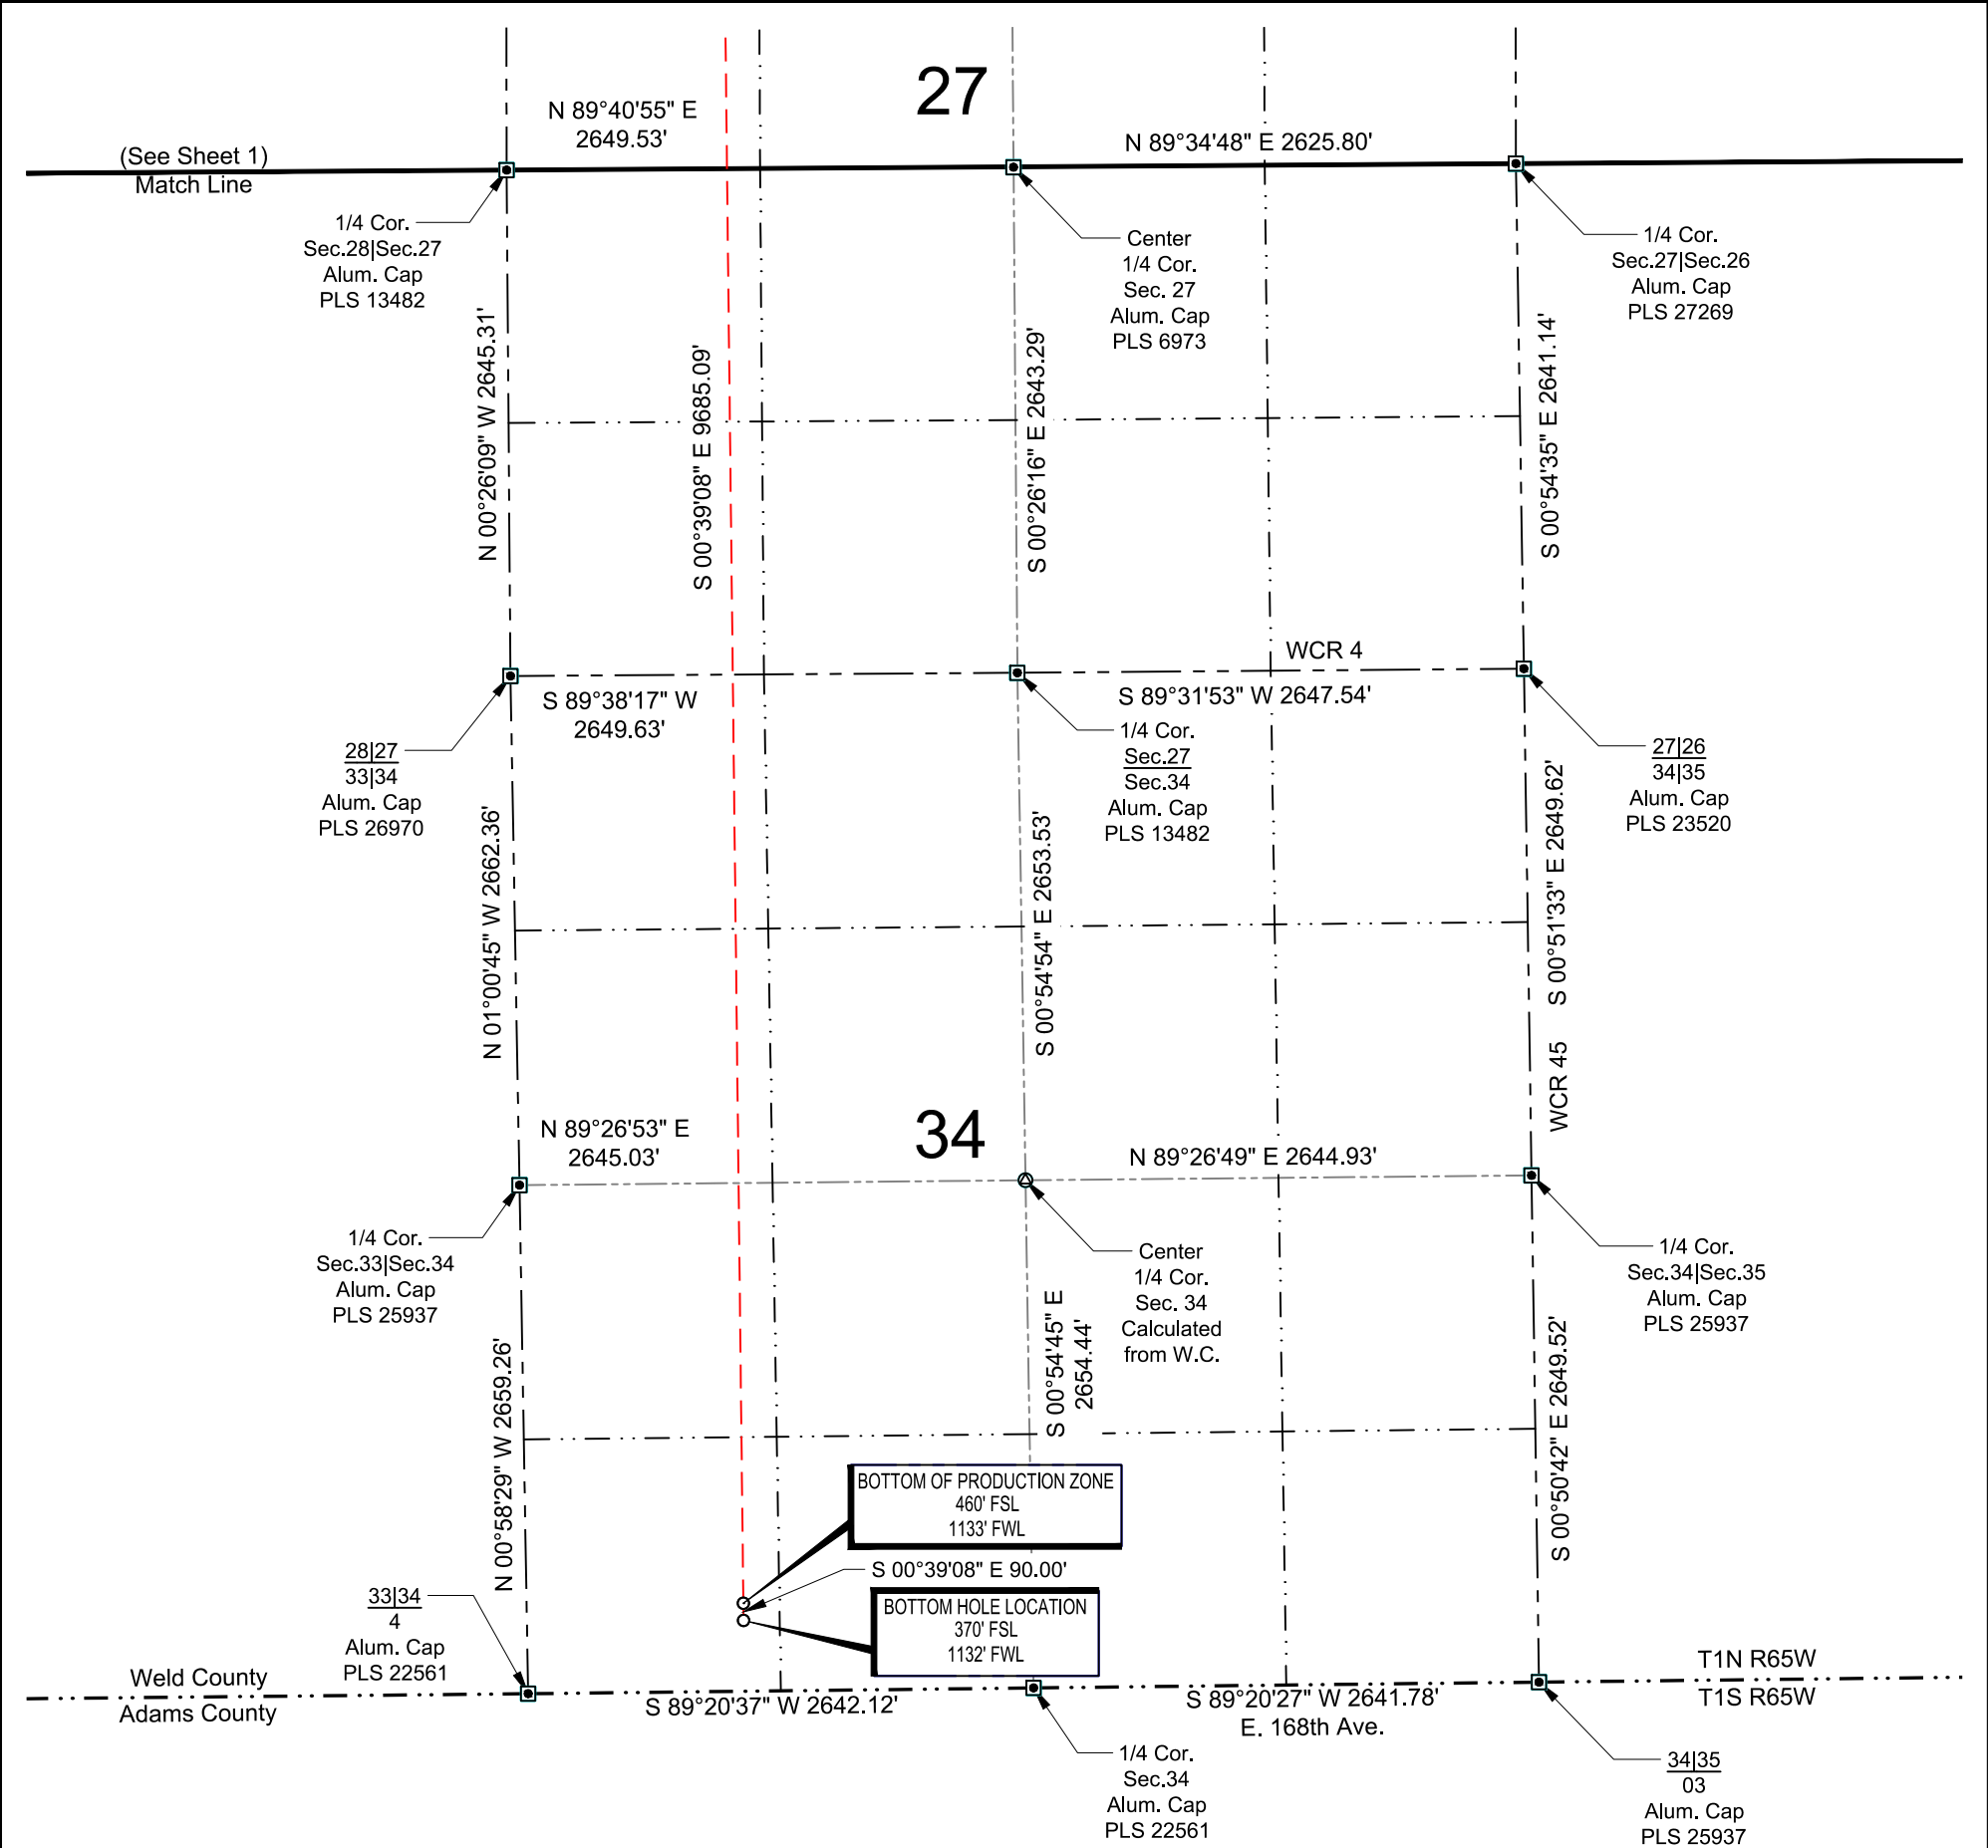 27
N 89°40'55" E
2649.53'
N 89°34'48" E 2625.80'
(See Sheet 1)
Match Line
1/4 Cor.
Sec.28|Sec.27
Alum. Cap
PLS 13482
Center
1/4 Cor.
Sec. 27
Alum. Cap
PLS 6973
1/4 Cor.
Sec.27|Sec.26
Alum. Cap
PLS 27269
N 00°26'09" W 2645.31'
S 00°39'08" E 9685.09'
S 00°26'16" E 2643.29'
S 00°54'35" E 2641.14'
WCR 4
S 89°38'17" W
2649.63'
S 89°31'53" W 2647.54'
28|27
33|34
Alum. Cap
PLS 26970
1/4 Cor.
Sec.27
Sec.34
Alum. Cap
PLS 13482
27|26
34|35
Alum. Cap
PLS 23520
N 01°00'45" W 2662.36'
S 00°54'54" E 2653.53'
S 00°51'33" E 2649.62'
WCR 45
34
N 89°26'53" E
2645.03'
N 89°26'49" E 2644.93'
1/4 Cor.
Sec.33|Sec.34
Alum. Cap
PLS 25937
Center
1/4 Cor.
Sec. 34
Calculated
from W.C.
1/4 Cor.
Sec.34|Sec.35
Alum. Cap
PLS 25937
N 00°58'29" W 2659.26'
S 00°54'45" E
2654.44'
S 00°50'42" E 2649.52'
BOTTOM OF PRODUCTION ZONE
460' FSL
1133' FWL
S 00°39'08" E 90.00'
BOTTOM HOLE LOCATION
370' FSL
1132' FWL
33|34
4
Alum. Cap
PLS 22561
Weld County
Adams County
T1N R65W
T1S R65W
S 89°20'37" W 2642.12'
S 89°20'27" W 2641.78'
E. 168th Ave.
1/4 Cor.
Sec.34
Alum. Cap
PLS 22561
34|35
03
Alum. Cap
PLS 25937